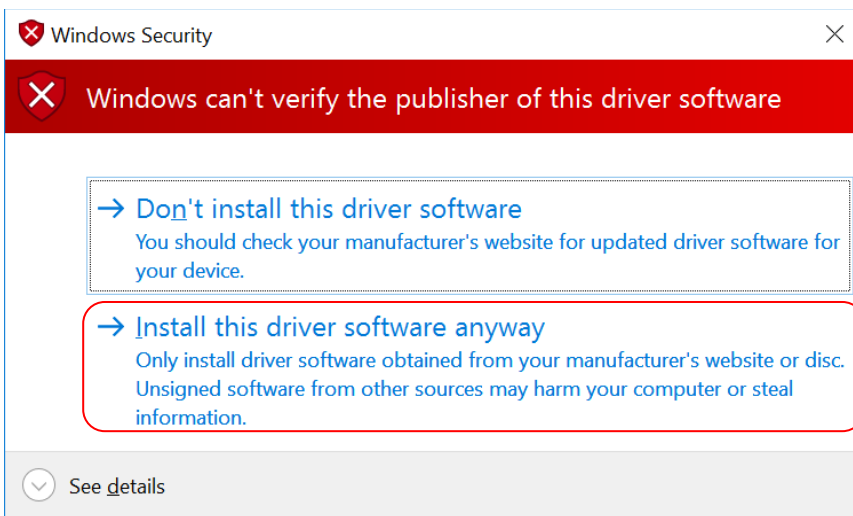 Windows Security
Windows can't verify the publisher of this driver software
Don't install this driver software
You should check your manufacturer's website for updated driver software for
your device.
Install this driver software anyway
Only install driver software obtained from your manufacturer's website or disc.
Unsigned software from other sources may harm your computer or steal
information.
See details